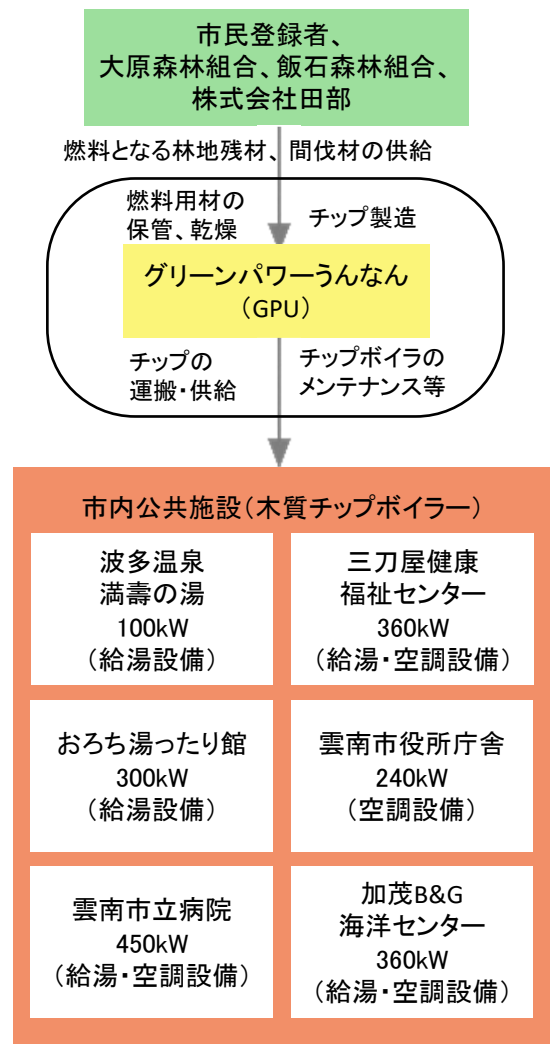 市民登録者、
大原森林組合、飯石森林組合、
株式会社田部
燃料となる林地残材、間伐材の供給
燃料用材の
保管、乾燥
チップ製造
グリーンパワーうんなん
（GPU）
チップの
運搬・供給
チップボイラの
メンテナンス等
市内公共施設（木質チップボイラー）
波多温泉
満壽の湯
100kW
（給湯設備）
三刀屋健康
福祉センター
360kW
（給湯・空調設備）
おろち湯ったり館
300kW
（給湯設備）
雲南市役所庁舎
240kW
（空調設備）
雲南市立病院
450kW
（給湯・空調設備）
加茂B&G
海洋センター
360kW
（給湯・空調設備）